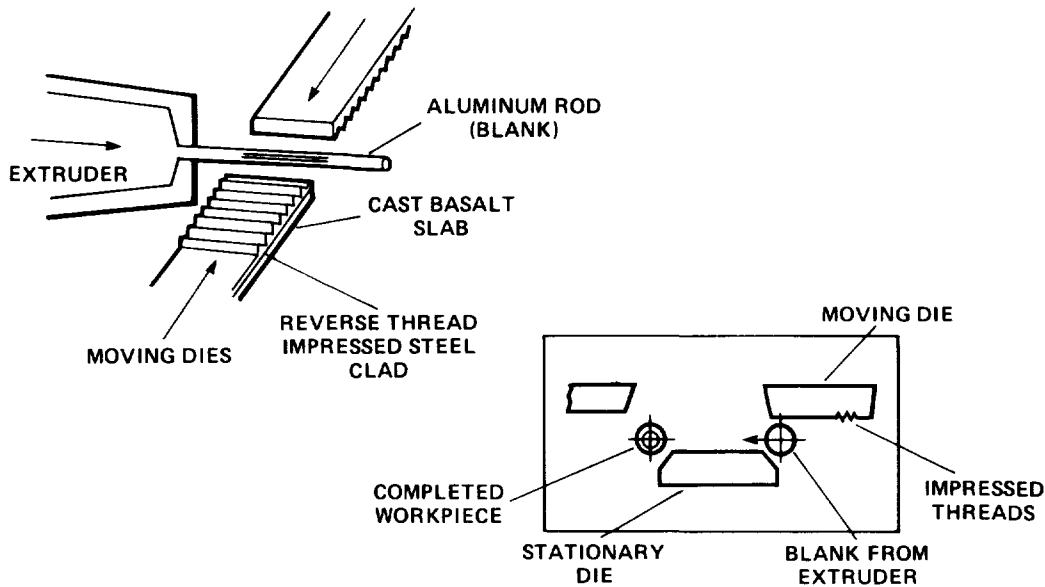 ALUMINUM ROD
(BLANK)
EXTRUDER
CAST BASALT
SLAB
REVERSE THREAD
IMPRESSED STEEL
CLAD
MOVING DIES
MOVING DIE
COMPLETED
WORKPIECE
IMPRESSED
THREADS
STATIONARY
DIE
BLANK FROM
EXTRUDER